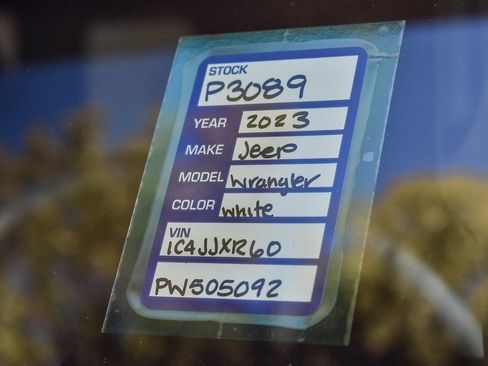 STOCK
P3089
YEAR 2023
MAKE Jeep
MODEL Wrangler
COLOR white
VIN
1C4JJXR60
PW505092